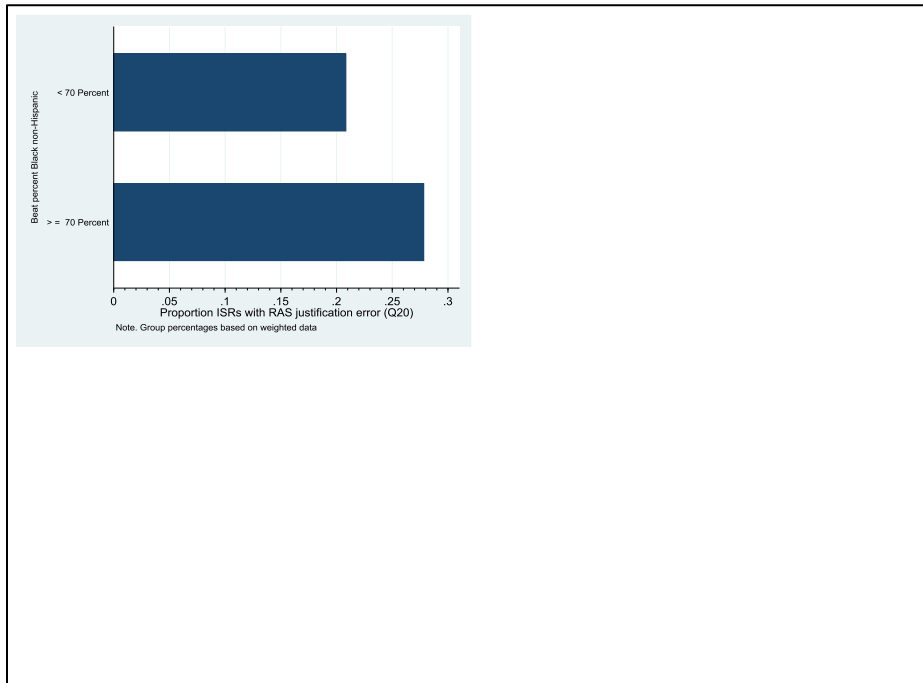 Beat percent Black non-Hispanic
< 70 Percent
> = 70 Percent
0 .05 .1 .15 .2 .25 .3
Proportion ISRs with RAS justification error (Q20)
Note. Group percentages based on weighted data